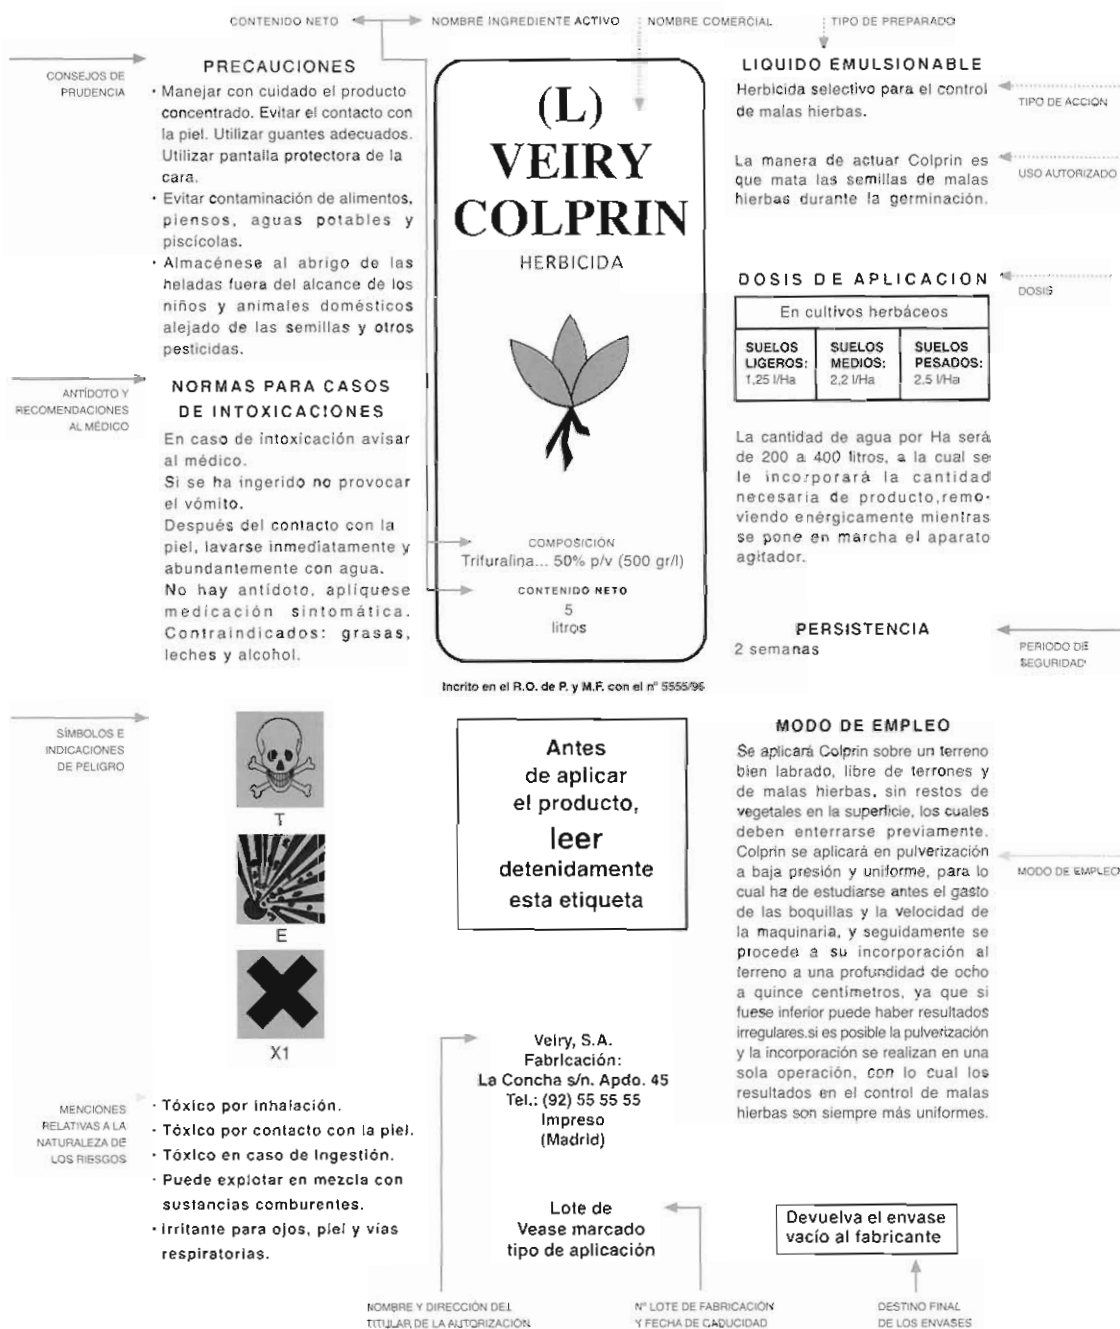 CONTENIDO NETO
NOMBRE INGREDIENTE ACTIVO
NOMBRE COMERCIAL
TIPO DE PREPARADO
CONSEJOS DE
PRUDENCIA
PRECAUCIONES
· Manejar con cuidado el producto
concentrado. Evitar el contacto con
la piel. Utilizar guantes adecuados.
Utilizar pantalla protectora de la
cara.
· Evitar contaminación de alimentos,
piensos, aguas potables y
piscícolas.
· Almacénese al abrigo de las
heladas fuera del alcance de los
niños y animales domésticos
alejado de las semillas y otros
pesticidas.
ANTÍDOTO Y
RECOMENDACIONES
AL MÉDICO
NORMAS PARA CASOS
DE INTOXICACIONES
En caso de intoxicación avisar
al médico.
Si se ha ingerido no provocar
el vómito.
Después del contacto con la
piel, lavarse inmediatamente y
abundantemente con agua.
No hay antídoto, aplíquese
medicación sintomática.
Contraindicados: grasas,
leches y alcohol.
(L)
VEIRY
COLPRIN
HERBICIDA
COMPOSICIÓN
Trifuralina... 50% p/v (500 gr/l)
CONTENIDO NETO
5
litros
Incrito en el R.O. de P. y M.F. con el nº 5555/96
LIQUIDO EMULSIONABLE
Herbicida selectivo para el control
de malas hierbas.
TIPO DE ACCIÓN
La manera de actuar Colprin es
que mata las semillas de malas
hierbas durante la germinación.
USO AUTORIZADO
DOSIS DE APLICACION
DOSIS
En cultivos herbáceos
SUELOS
LIGEROS:
1,25 l/Ha
SUELOS
MEDIOS:
2,2 l/Ha
SUELOS
PESADOS:
2,5 l/Ha
La cantidad de agua por Ha será
de 200 a 400 litros, a la cual se
le incorporará la cantidad
necesaria de producto,remo-
viendo enérgicamente mientras
se pone en marcha el aparato
agitador.
PERSISTENCIA
2 semanas
PERIODO DE
SEGURIDAD
SÍMBOLOS E
INDICACIONES
DE PELIGRO
T
E
X1
Antes
de aplicar
el producto,
leer
detenidamente
esta etiqueta
MODO DE EMPLEO
Se aplicará Colprin sobre un terreno
bien labrado, libre de terrones y
de malas hierbas, sin restos de
vegetales en la superficie, los cuales
deben enterrarse previamente.
Colprin se aplicará en pulverización
a baja presión y uniforme, para lo
cual ha de estudiarse antes el gasto
de las boquillas y la velocidad de
la maquinaria, y seguidamente se
procede a su incorporación al
terreno a una profundidad de ocho
a quince centímetros, ya que si
fuese inferior puede haber resultados
irregulares.si es posible la pulverización
y la incorporación se realizan en una
sola operación, con lo cual los
resultados en el control de malas
hierbas son siempre más uniformes.
MODO DE EMPLEO
MENCIONES
RELATIVAS A LA
NATURALEZA DE
LOS RIESGOS
· Tóxico por inhalación.
· Tóxico por contacto con la piel.
· Tóxico en caso de Ingestión.
· Puede explotar en mezcla con
sustancias comburentes.
· irritante para ojos, piel y vías
respiratorias.
Veiry, S.A.
Fabricación:
La Concha s/n. Apdo. 45
Tel.: (92) 55 55 55
Impreso
(Madrid)
Lote de
Vease marcado
tipo de aplicación
Devuelva el envase
vacío al fabricante
NOMBRE Y DIRECCIÓN DEL
TITULAR DE LA AUTORIZACIÓN
Nº LOTE DE FABRICACIÓN
Y FECHA DE CADUCIDAD
DESTINO FINAL
DE LOS ENVASES